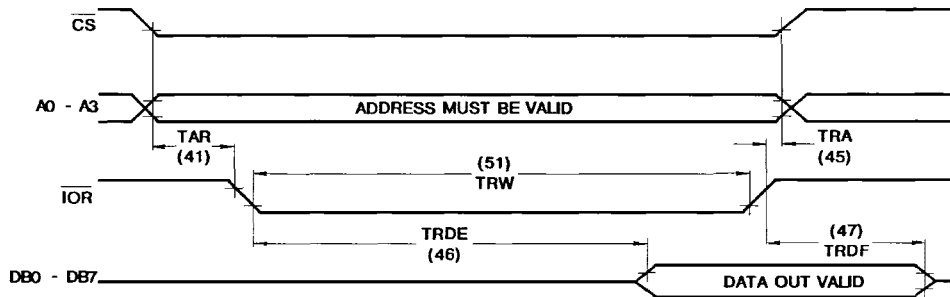 CS
A0 - A3
ADDRESS MUST BE VALID
TAR
(41)
TRA
(45)
IOR
(51)
TRW
TRDE
(46)
(47)
TRDF
DB0 - DB7
DATA OUT VALID